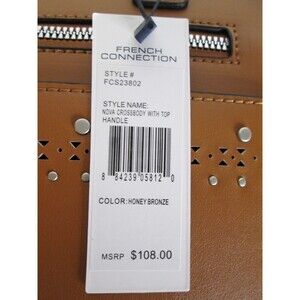 FRENCH
CONNECTION
STYLE #
FCS23802
STYLE NAME:
NOVA CROSSBODY WITH TOP
HANDLE
8 84239 05812 0
COLOR: HONEY BRONZE
MSRP $108.00